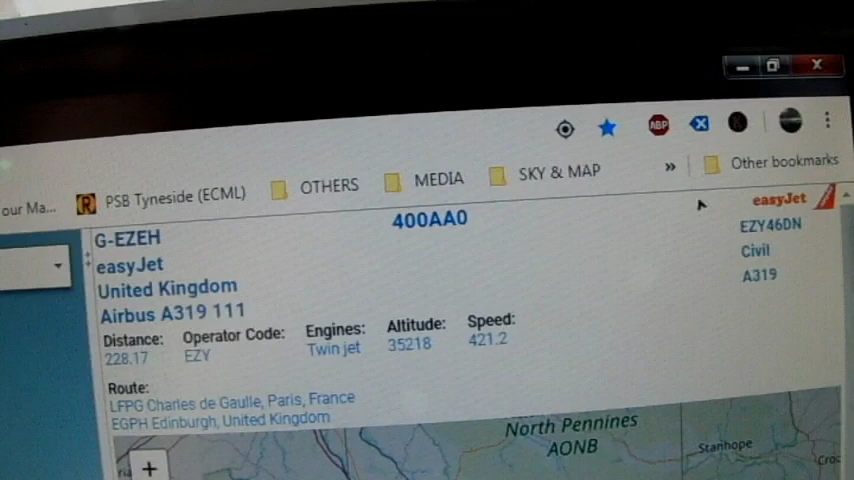 ABP
our Ma...
R
PSB Tyneside (ECML)
OTHERS
MEDIA
SKY & MAP
»
Other bookmarks
G-EZEH
400AA0
easyJet
easyJet
EZY46DN
United Kingdom
Civil
Airbus A319 111
A319
Distance: Operator Code: Engines: Altitude: Speed:
228.17 EZY Twin jet 35218 421.2
Route:
LFPG Charles de Gaulle, Paris, France
EGPH Edinburgh, United Kingdom
North Pennines
AONB
Stanhope
Croo
+